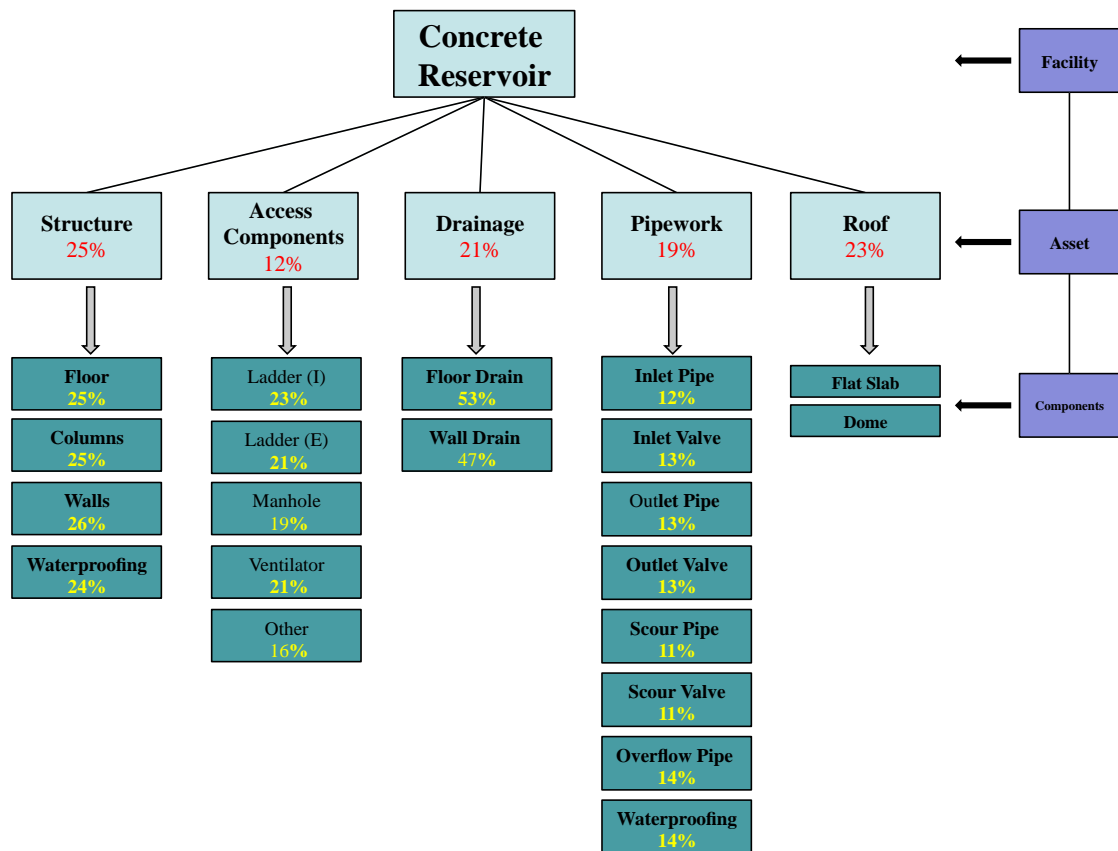 Concrete
Reservoir
Facility
Structure
25%
Access
Components
12%
Drainage
21%
Pipework
19%
Roof
23%
Asset
Floor
25%
Columns
25%
Walls
26%
Waterproofing
24%
Ladder (I)
23%
Ladder (E)
21%
Manhole
19%
Ventilator
21%
Other
16%
Floor Drain
53%
Wall Drain
47%
Inlet Pipe
12%
Inlet Valve
13%
Outlet Pipe
13%
Outlet Valve
13%
Scour Pipe
11%
Scour Valve
11%
Overflow Pipe
14%
Waterproofing
14%
Flat Slab
Dome
Components